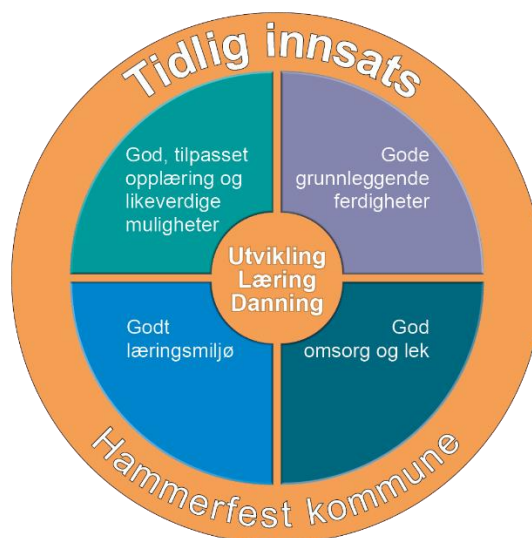 Tidlig innsats
God, tilpasset
opplæring og
likeverdige
muligheter
Gode
grunnleggende
ferdigheter
Utvikling
Læring
Danning
Godt
læringsmiljø
God
omsorg og lek
Hammerfest kommune